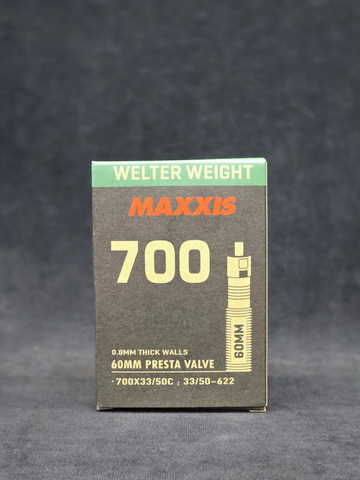 WELTER WEIGHT
MAXXIS
700
60MM
0.8MM THICK WALLS
60MM PRESTA VALVE
·700X33/50C ; 33/50-622